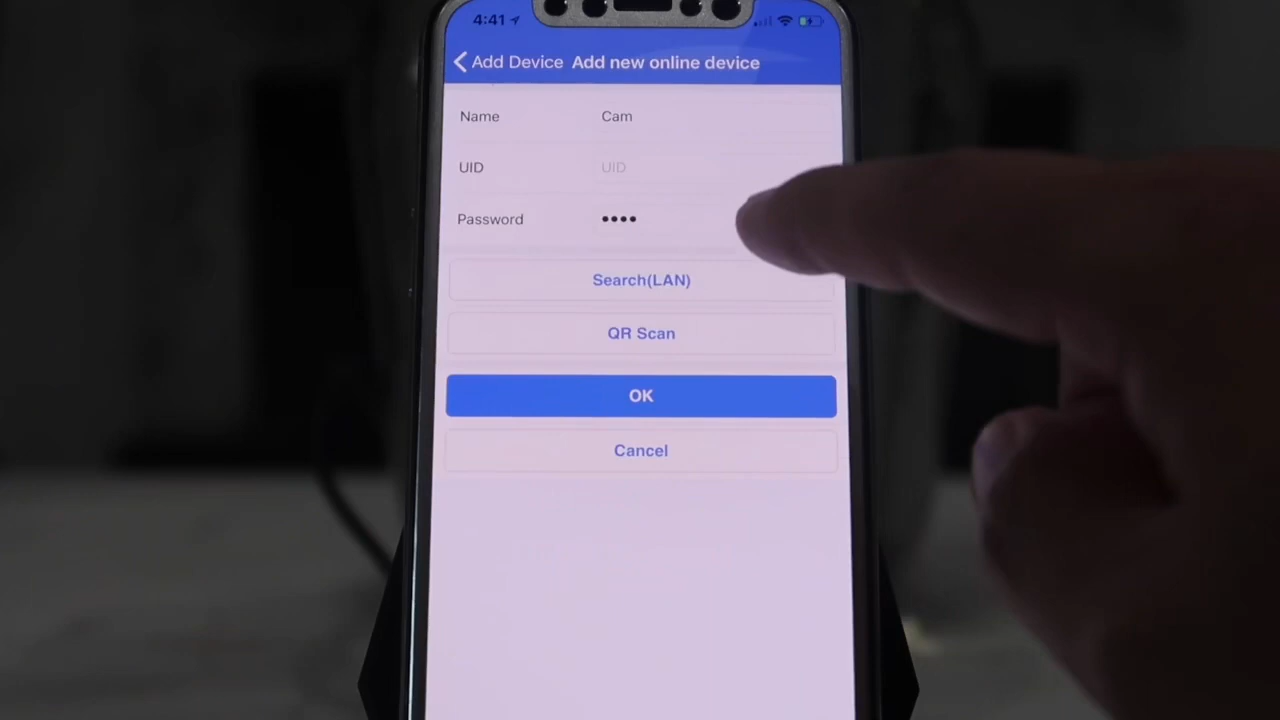 4:41
Add Device Add new online device
Name Cam
UID UID
Password ••••
Search(LAN)
QR Scan
OK
Cancel